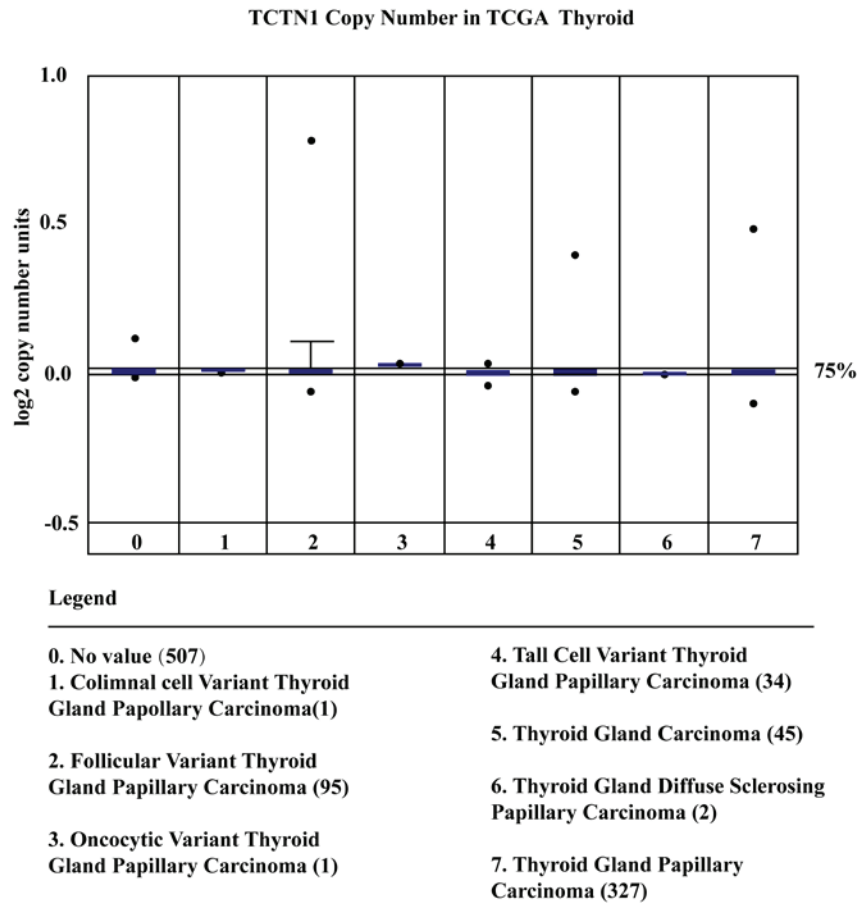 TCTN1 Copy Number in TCGA Thyroid
1.0
0.5
0.0
-0.5
log2 copy number units
75%
0 1 2 3 4 5 6 7
Legend
0. No value (507)
1. Colimnal cell Variant Thyroid
Gland Papollary Carcinoma(1)
2. Follicular Variant Thyroid
Gland Papillary Carcinoma (95)
3. Oncocytic Variant Thyroid
Gland Papillary Carcinoma (1)
4. Tall Cell Variant Thyroid
Gland Papillary Carcinoma (34)
5. Thyroid Gland Carcinoma (45)
6. Thyroid Gland Diffuse Sclerosing
Papillary Carcinoma (2)
7. Thyroid Gland Papillary
Carcinoma (327)